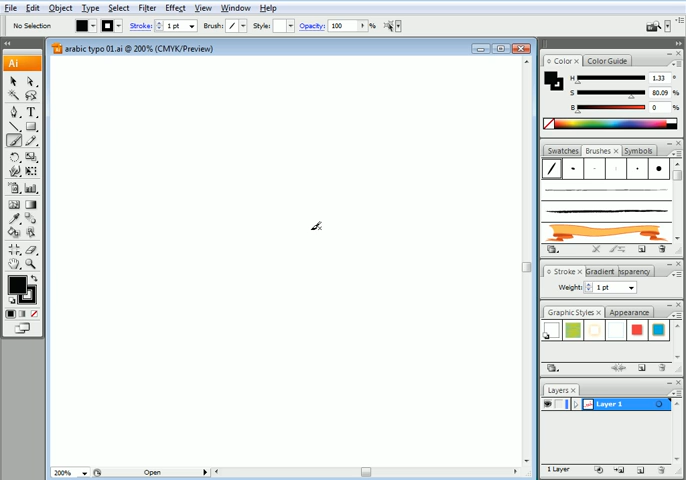 File Edit Object Type Select Filter Effect View Window Help
No Selection Stroke: 1 pt Brush: Style: Opacity: 100 %
arabic typo 01.ai @ 200% (CMYK/Preview)
Ai
T
Color Color Guide
H 1.33 °
S 80.09 %
B 0 %
Swatches Brushes Symbols
Stroke Gradient nsparency
Weight: 1 pt
Graphic Styles Appearance
Layers
Layer 1
1 Layer
200% Open